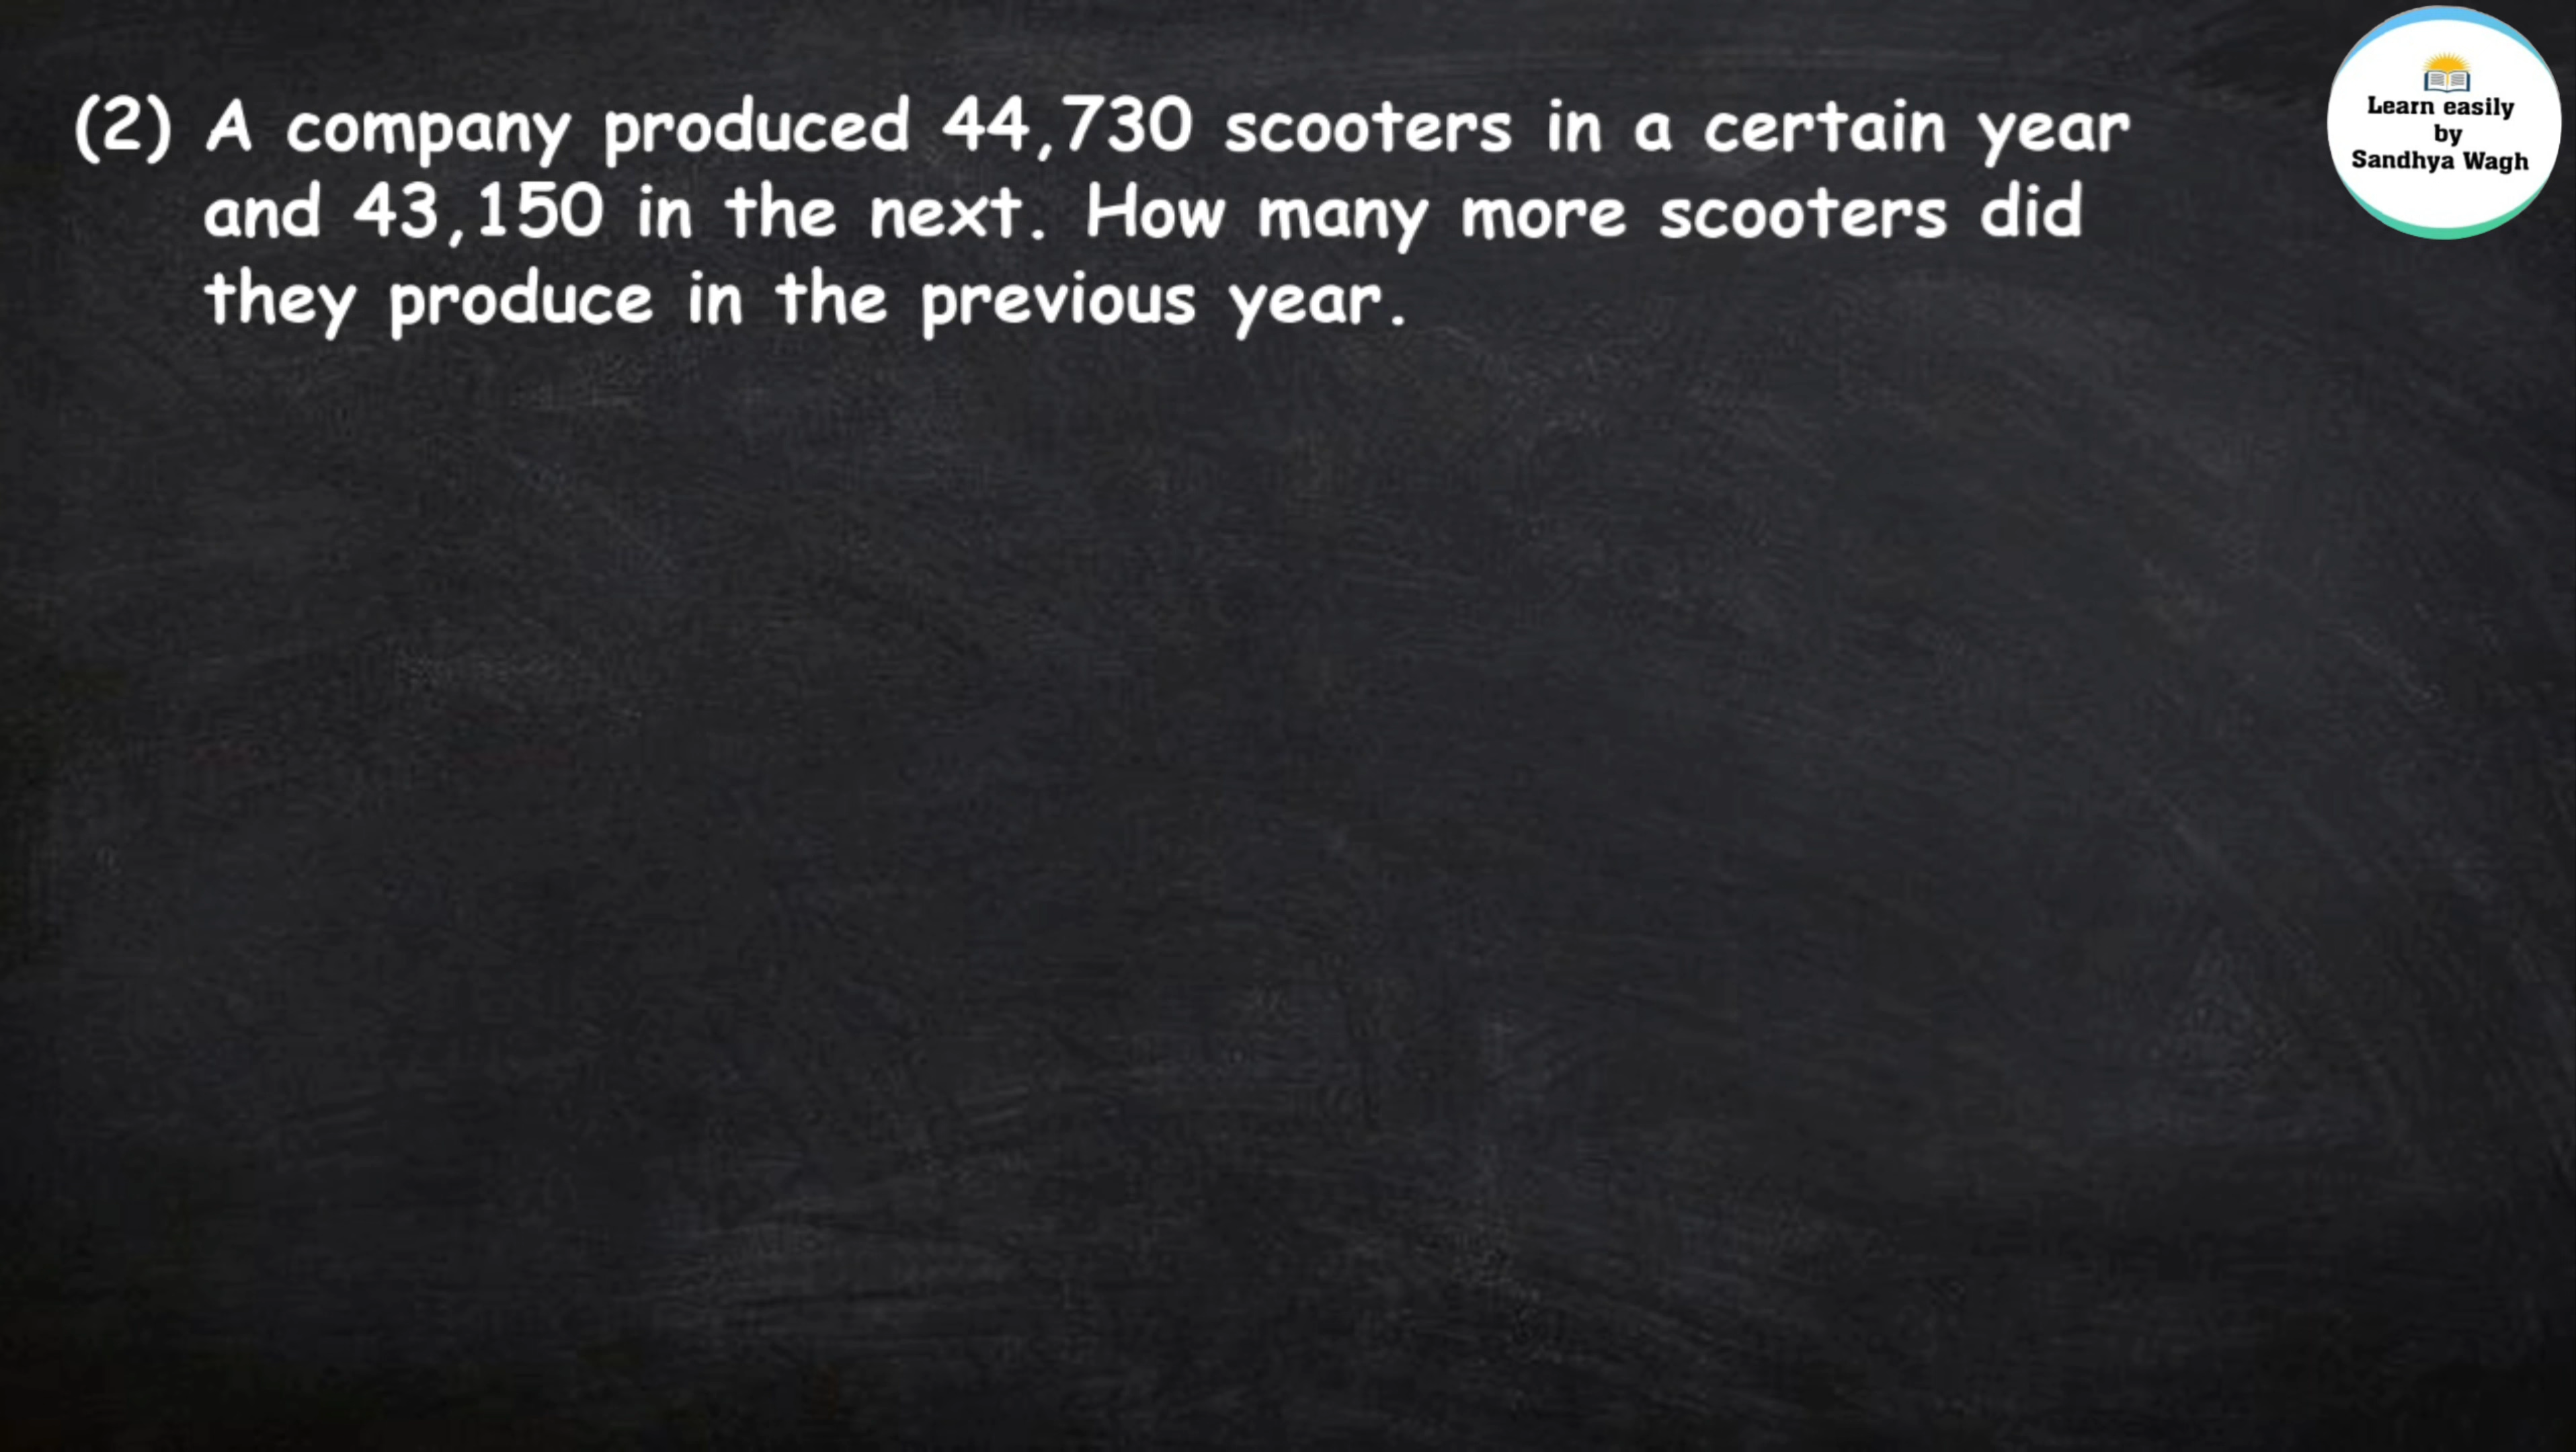 (2) A company produced 44,730 scooters in a certain year
and 43,150 in the next. How many more scooters did
they produce in the previous year.
Learn easily
by
Sandhya Wagh